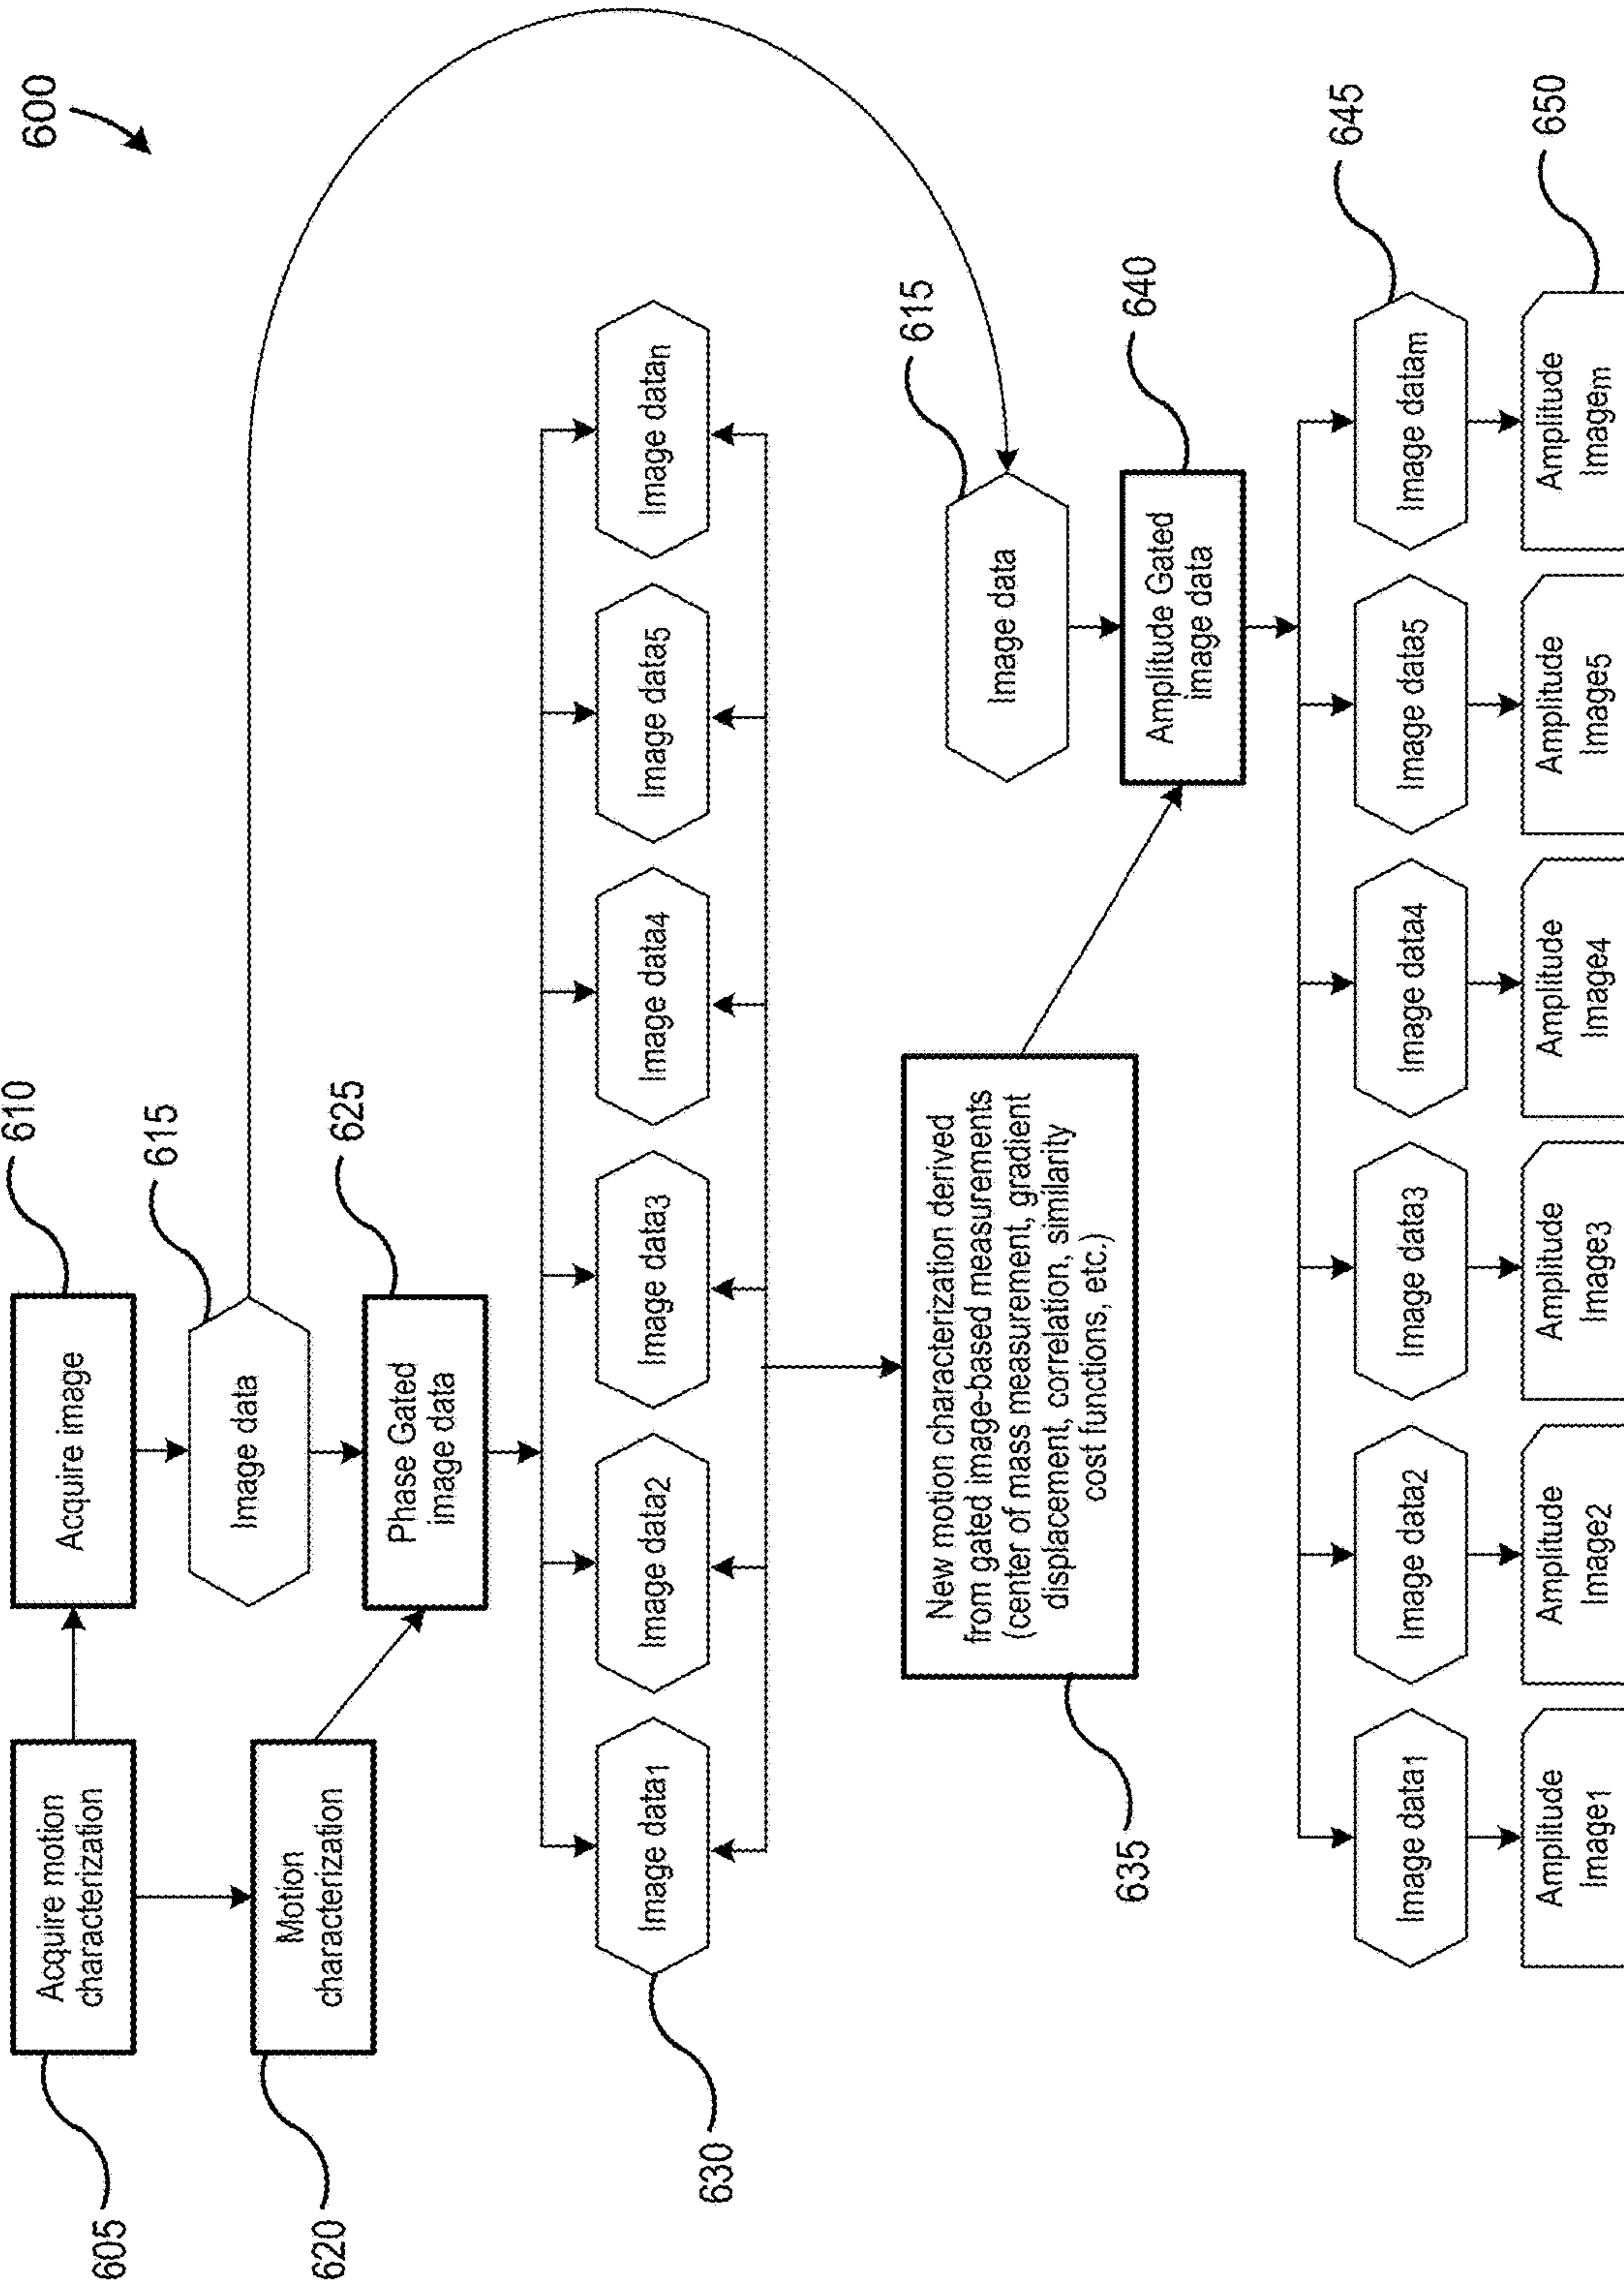 600
605
Acquire motion
characterization
610
Acquire image
615
Image data
620
Motion
characterization
625
Phase Gated
image data
630
Image data1
Image data2
Image data3
Image data4
Image data5
Image datan
635
New motion characterization derived
from gated image-based measurements
(center of mass measurement, gradient
displacement, correlation, similarity
cost functions, etc.)
615
Image data
640
Amplitude Gated
image data
645
Image data1
Image data2
Image data3
Image data4
Image data5
Image datam
650
Amplitude
Image1
Amplitude
Image2
Amplitude
Image3
Amplitude
Image4
Amplitude
Image5
Amplitude
Imagem